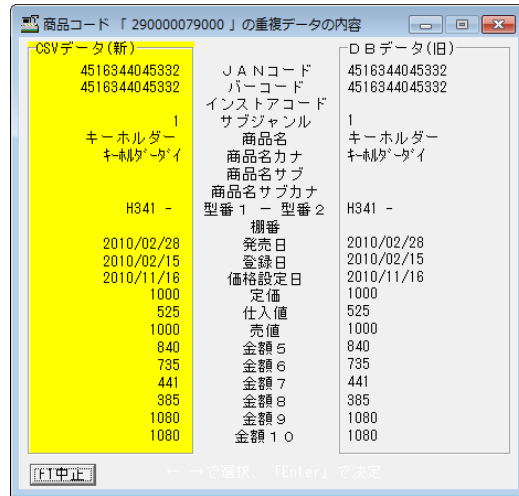 商品コード 「 290000079000 」の重複データの内容
CSVデータ(新) DBデータ(旧)
4516344045332 JANコード 4516344045332
4516344045332 バーコード 4516344045332
インストアコード
1 サブジャンル 1
キーホルダー 商品名 キーホルダー
ｷｰﾎﾙﾀﾞｰﾀﾞｲ 商品名カナ ｷｰﾎﾙﾀﾞｰﾀﾞｲ
商品名サブ
商品名サブカナ
H341 - 型番1 － 型番2 H341 -
棚番
2010/02/28 発売日 2010/02/28
2010/02/15 登録日 2010/02/15
2010/11/16 価格設定日 2010/11/16
1000 定価 1000
525 仕入値 525
1000 売値 1000
840 金額5 840
735 金額6 735
441 金額7 441
385 金額8 385
1080 金額9 1080
1080 金額10 1080
F1中止 ← →で選択、「Enter」で決定